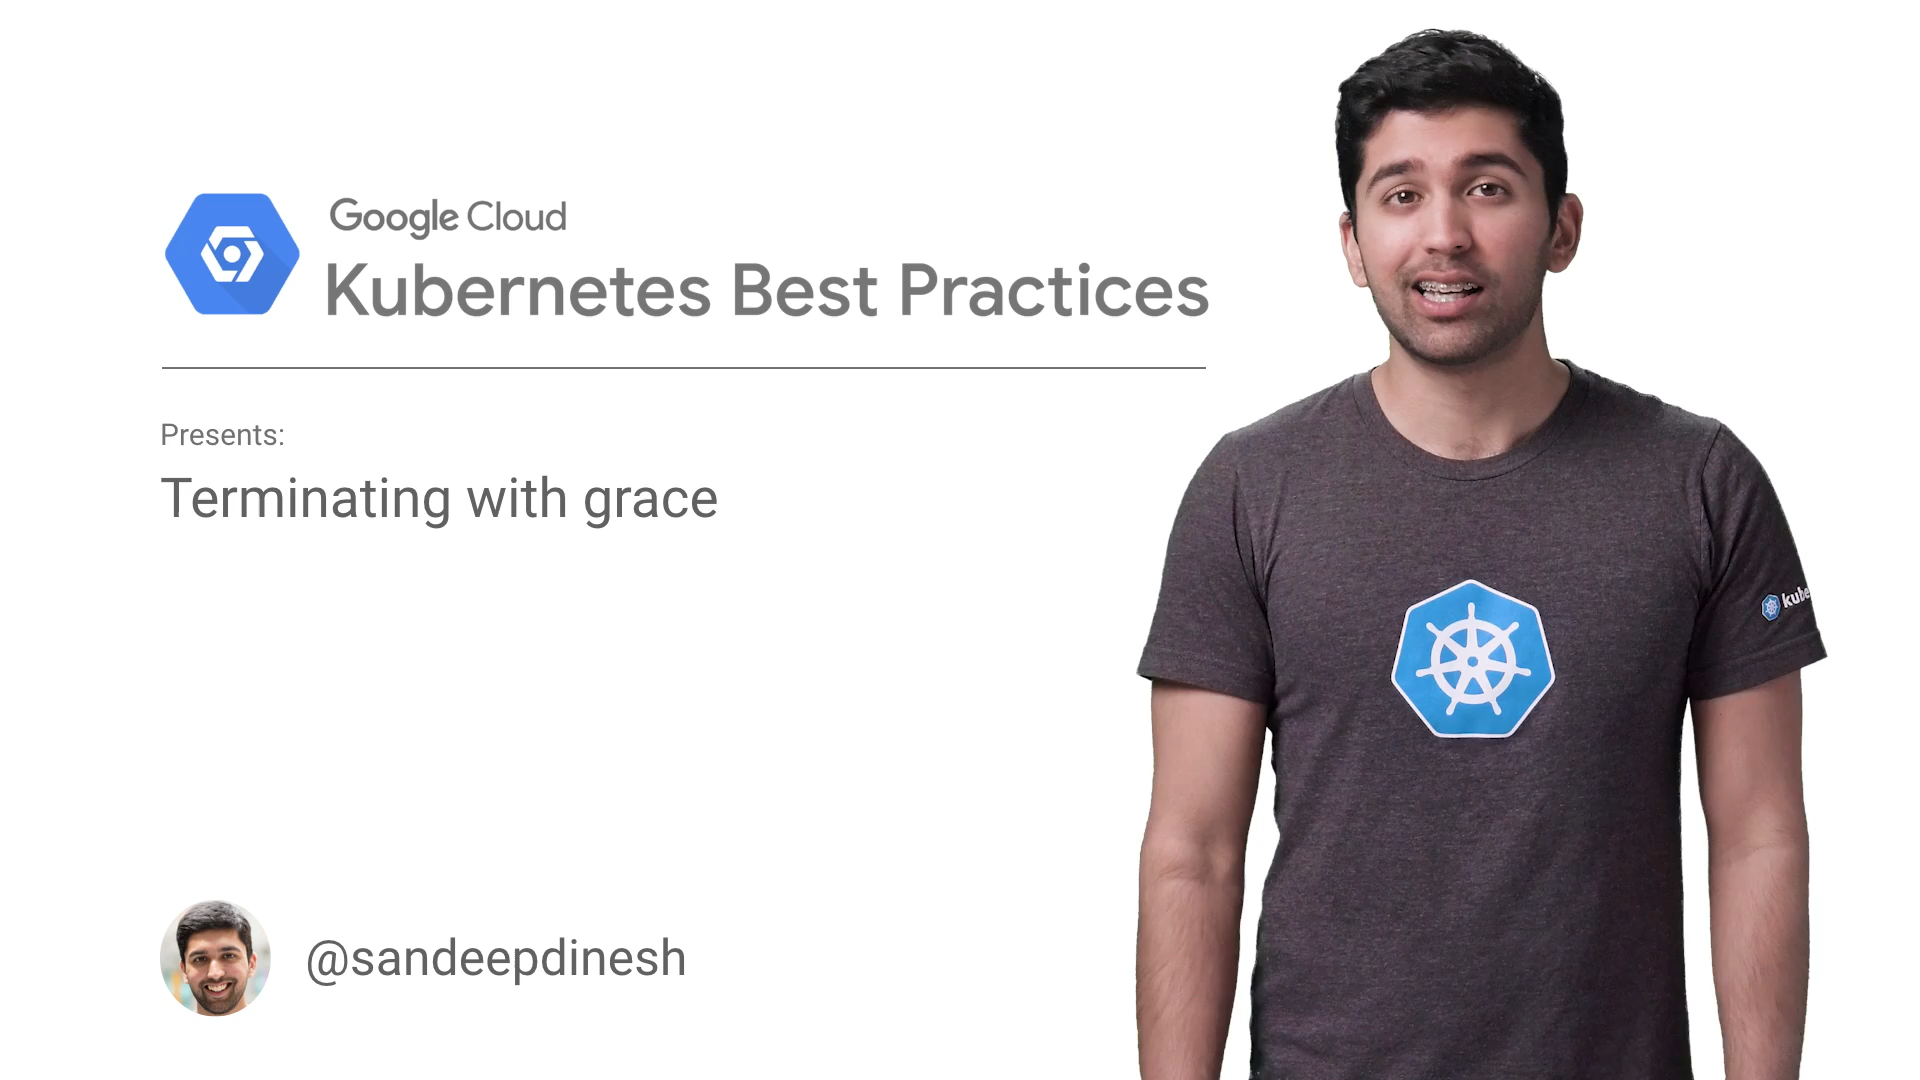 Google Cloud
Kubernetes Best Practices
Presents:
Terminating with grace
@sandeepdinesh